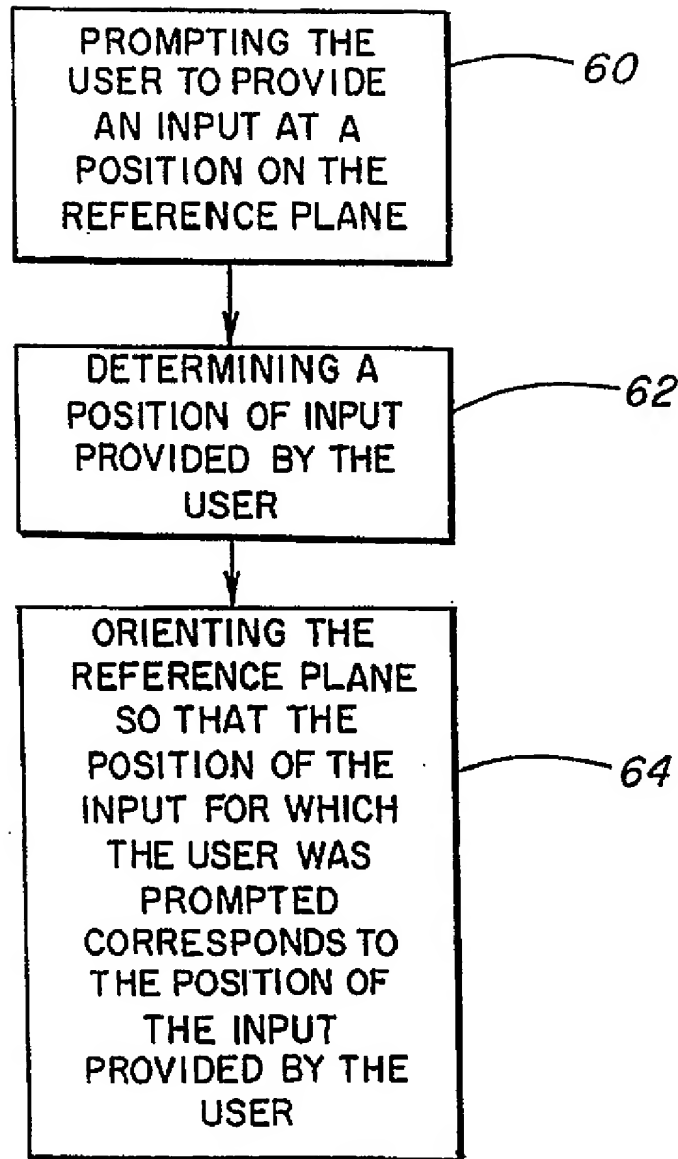 PROMPTING THE
USER TO PROVIDE
AN INPUT AT A
POSITION ON THE
REFERENCE PLANE
60
DETERMINING A
POSITION OF INPUT
PROVIDED BY THE
USER
62
ORIENTING THE
REFERENCE PLANE
SO THAT THE
POSITION OF THE
INPUT FOR WHICH
THE USER WAS
PROMPTED
CORRESPONDS TO
THE POSITION OF
THE INPUT
PROVIDED BY THE
USER
64